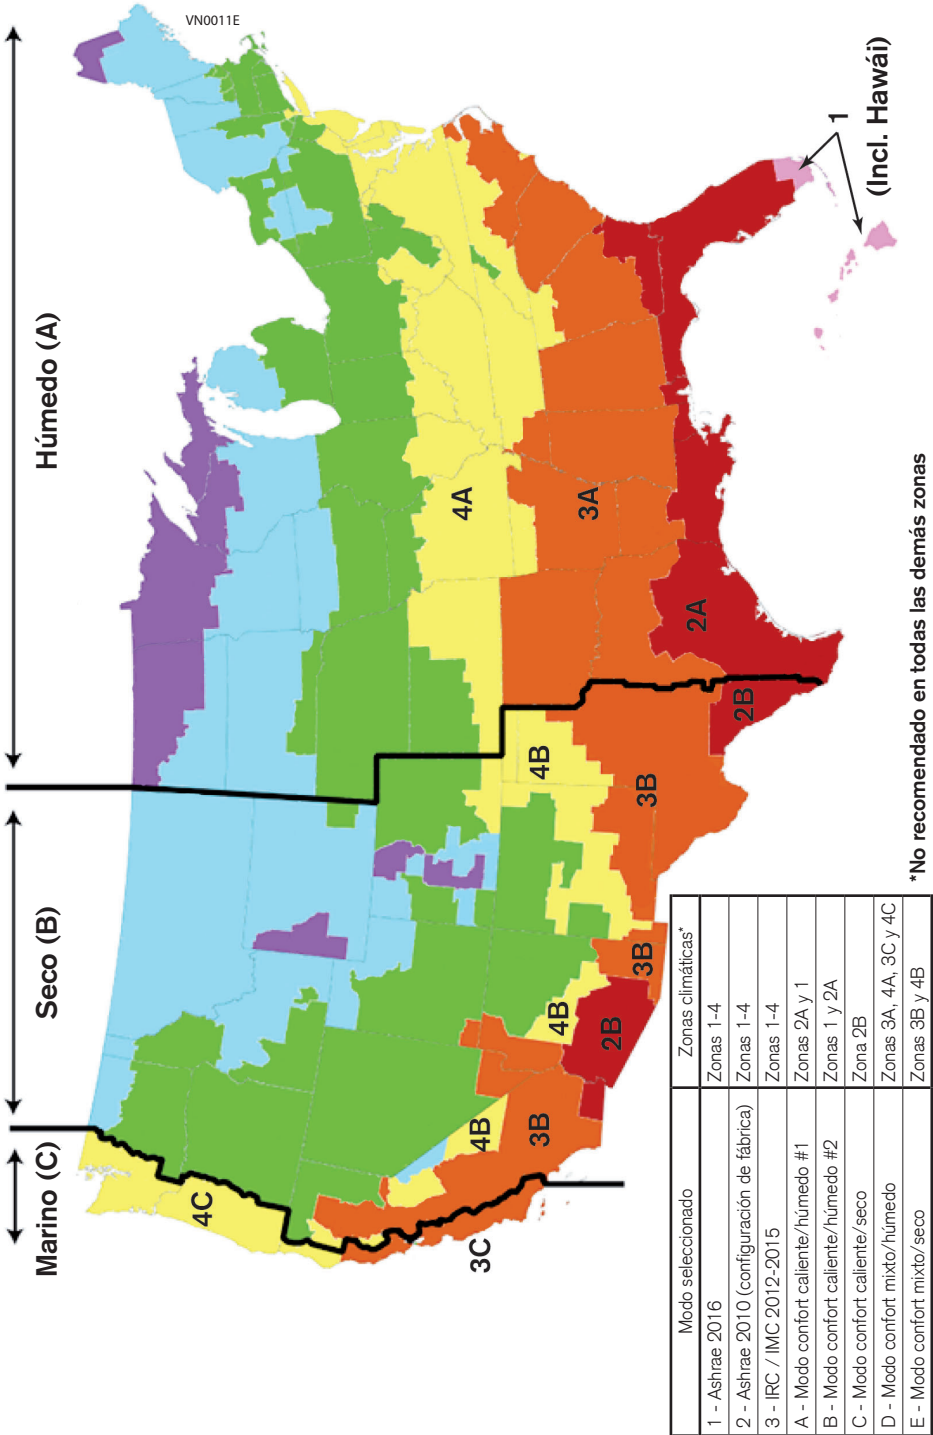 VN0011E
Marino (C)
Seco (B)
Húmedo (A)
4C
3C
4B
3B
4B
2B
3B
4B
3B
2B
2A
3A
4A
1
(Incl. Hawái)
Modo seleccionado Zonas climáticas*
1 - Ashrae 2016 Zonas 1-4
2 - Ashrae 2010 (configuración de fábrica) Zonas 1-4
3 - IRC / IMC 2012-2015 Zonas 1-4
A - Modo confort caliente/húmedo #1 Zonas 2A y 1
B - Modo confort caliente/húmedo #2 Zonas 1 y 2A
C - Modo confort caliente/seco Zona 2B
D - Modo confort mixto/húmedo Zonas 3A, 4A, 3C y 4C
E - Modo confort mixto/seco Zonas 3B y 4B
*No recomendado en todas las demás zonas